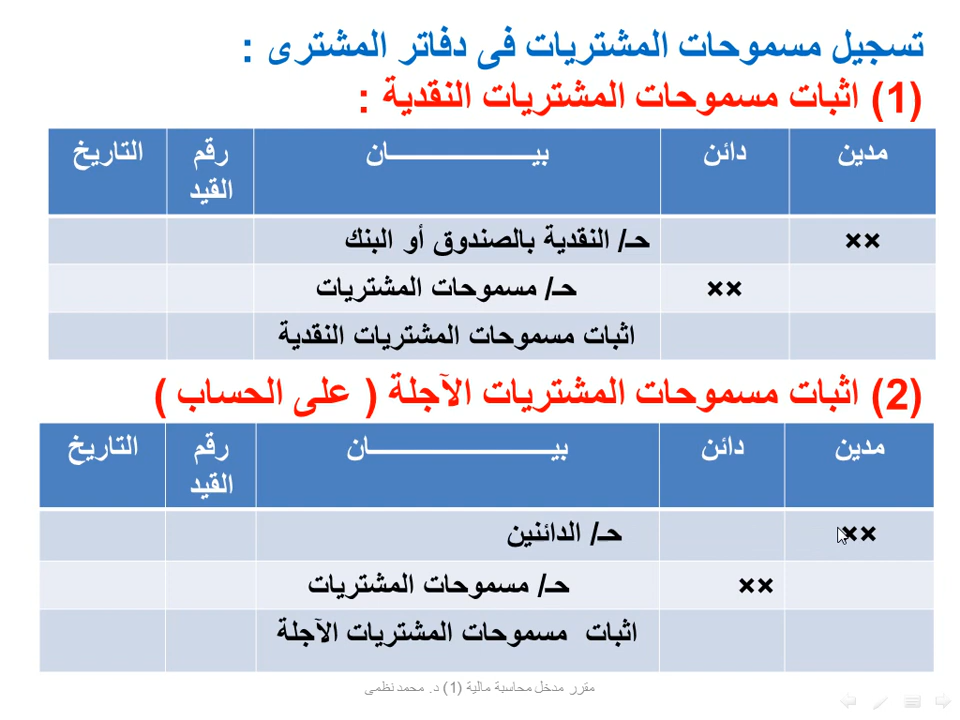 تسجيل مسموحات المشتريات فى دفاتر المشترى :
(1) اثبات مسموحات المشتريات النقدية :
مدين دائن بيـــــــــــــــــان رقم القيد التاريخ
×× حـ/ النقدية بالصندوق أو البنك
×× حـ/ مسموحات المشتريات
اثبات مسموحات المشتريات النقدية
(2) اثبات مسموحات المشتريات الآجلة ( على الحساب )
مدين دائن بيـــــــــــــــــــــان رقم القيد التاريخ
×× حـ/ الدائنين
×× حـ/ مسموحات المشتريات
اثبات مسموحات المشتريات الآجلة
مقرر مدخل محاسبة مالية (1) د. محمد نظمى